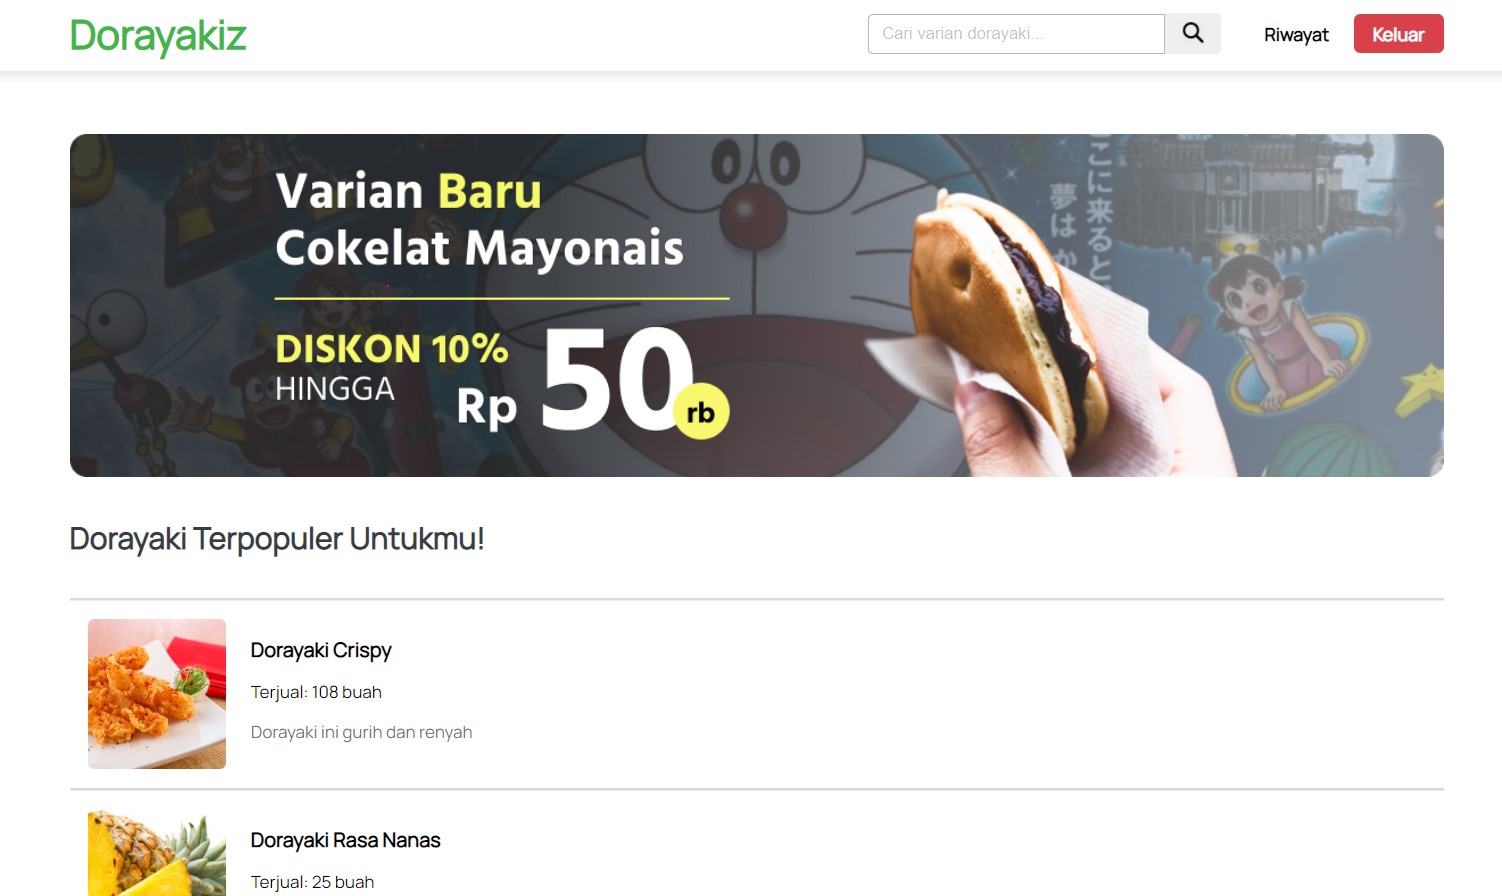 Dorayakiz
Cari varian dorayaki...
Riwayat
Keluar
Varian Baru
Cokelat Mayonais
DISKON 10%
HINGGA
Rp 50 rb
こに来ると
夢はか
Dorayaki Terpopuler Untukmu!
Dorayaki Crispy
Terjual: 108 buah
Dorayaki ini gurih dan renyah
Dorayaki Rasa Nanas
Terjual: 25 buah